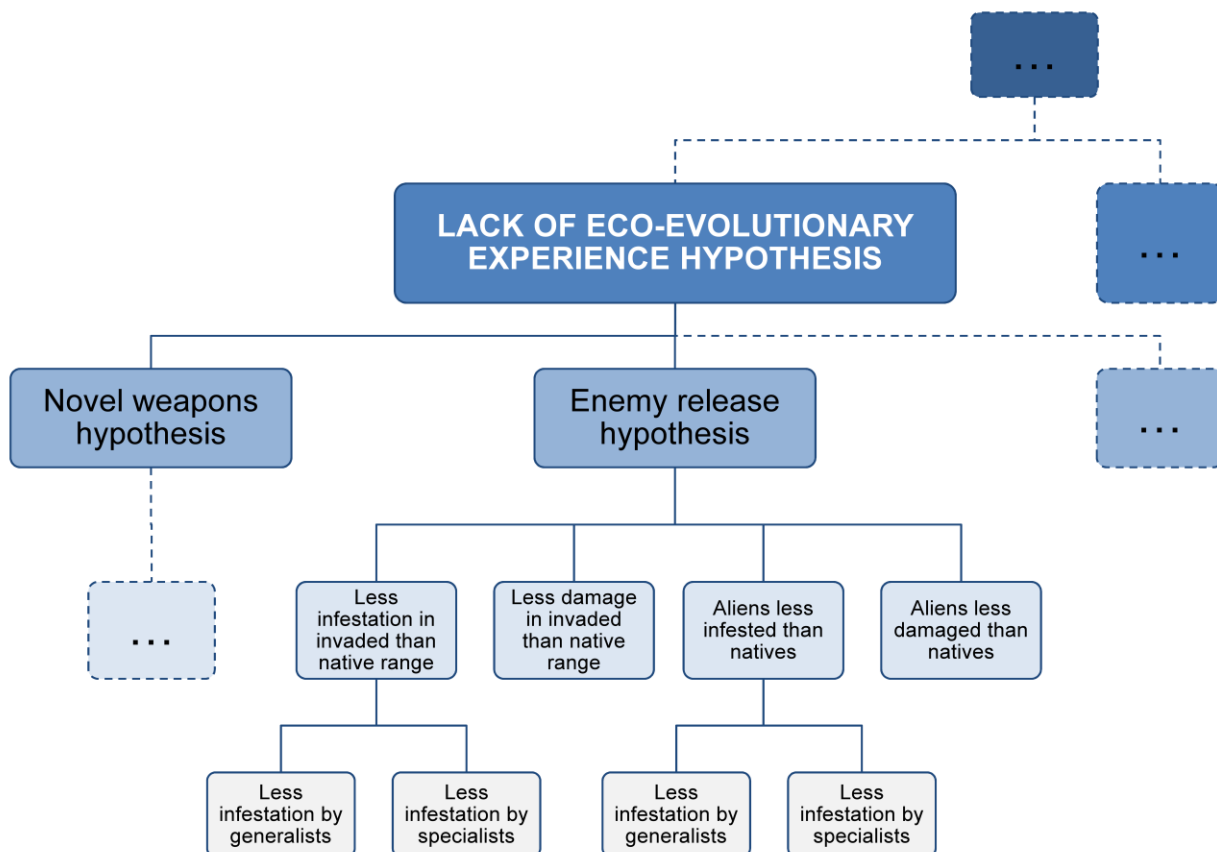 ...
LACK OF ECO-EVOLUTIONARY
EXPERIENCE HYPOTHESIS
...
Novel weapons
hypothesis
Enemy release
hypothesis
...
...
Less
infestation in
invaded than
native range
Less damage
in invaded
than native
range
Aliens less
infested than
natives
Aliens less
damaged than
natives
Less
infestation by
generalists
Less
infestation by
specialists
Less
infestation by
generalists
Less
infestation by
specialists